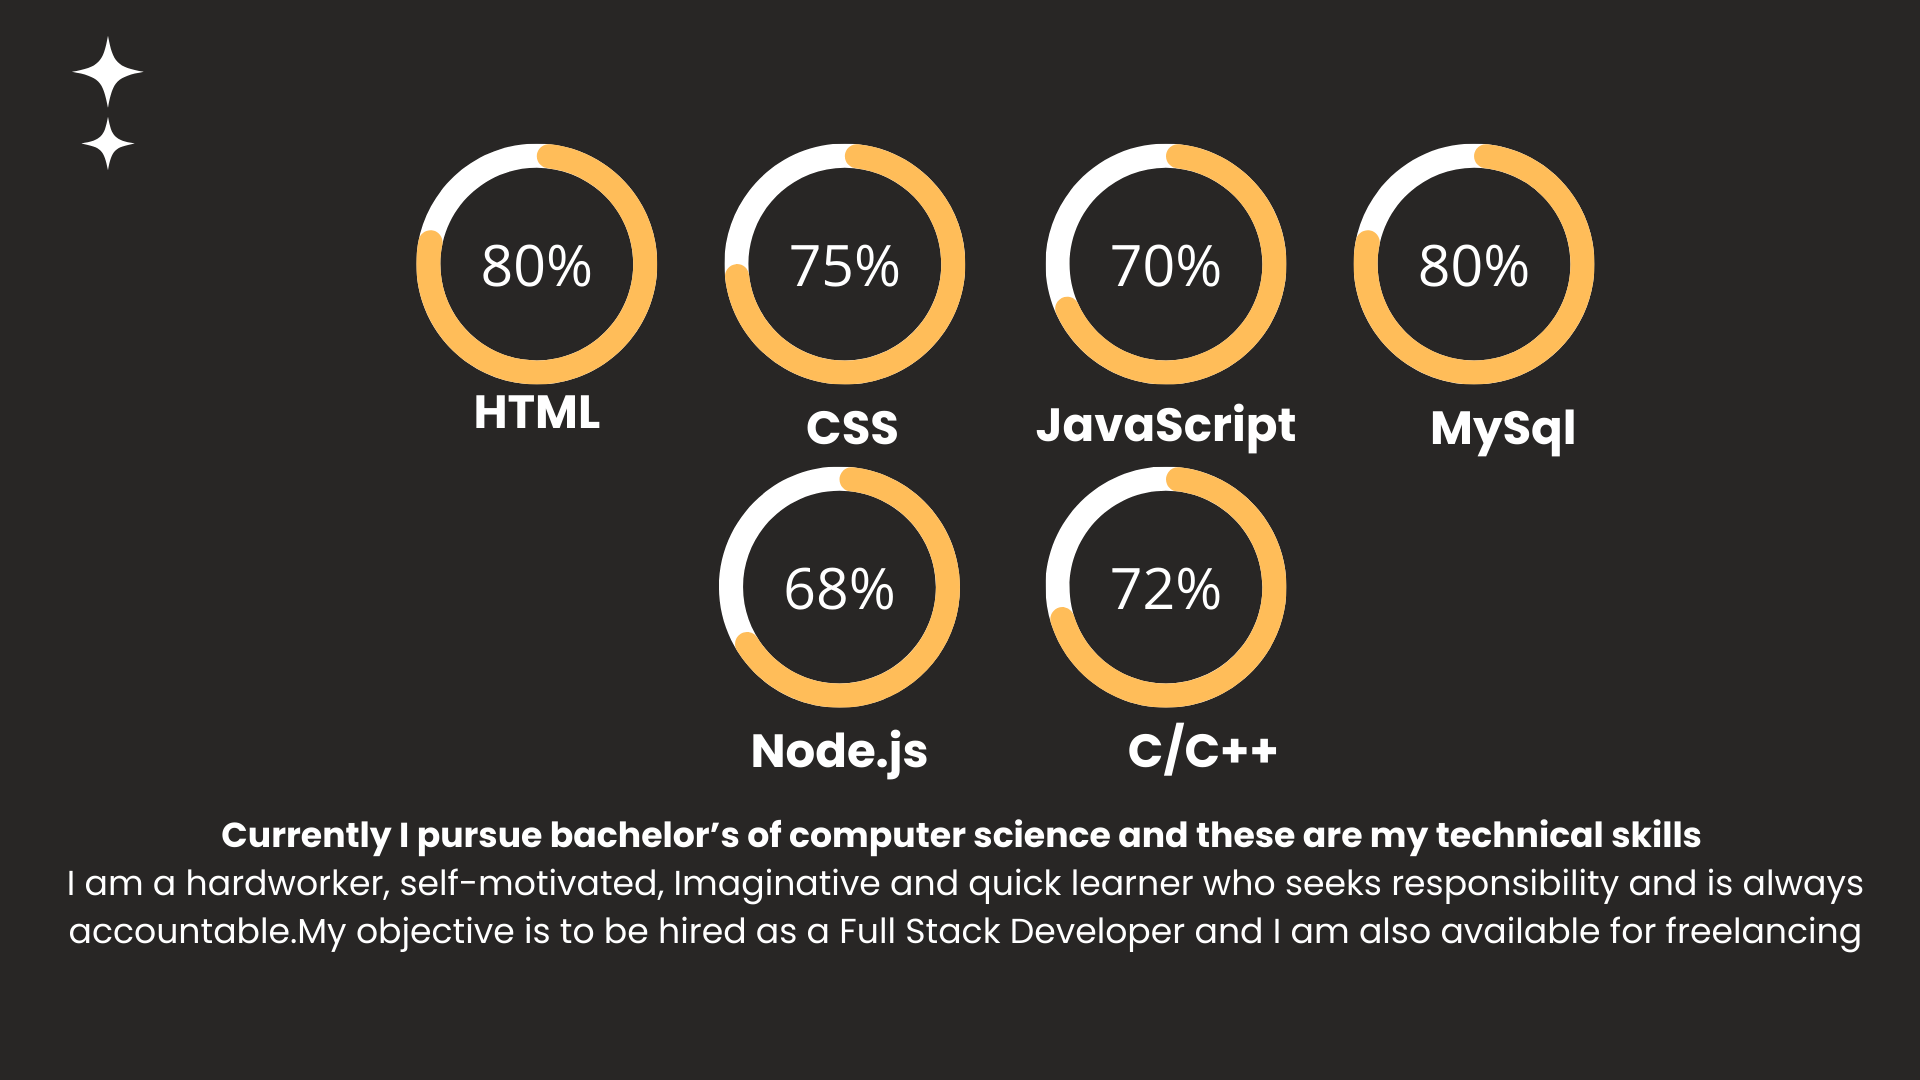 80%
75%
70%
80%
HTML
CSS
JavaScript
MySql
68%
72%
Node.js
C/C++
Currently I pursue bachelor’s of computer science and these are my technical skills
I am a hardworker, self-motivated, Imaginative and quick learner who seeks responsibility and is always
accountable.My objective is to be hired as a Full Stack Developer and I am also available for freelancing